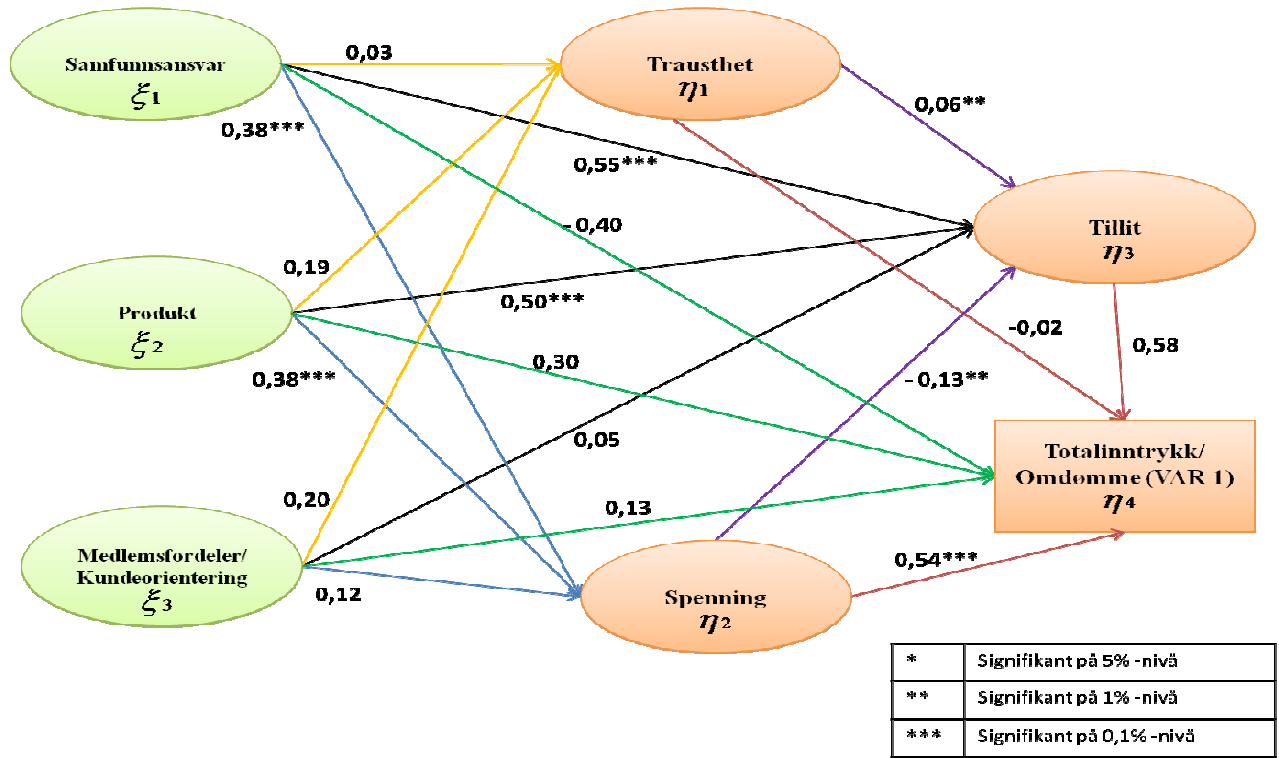 Samfunnsansvar
ξ1
0,03
Trausthet
η1
0,06**
0,38***
0,55***
-0,40
Tillit
η3
0,19
Produkt
ξ2
0,50***
-0,02
0,58
0,38***
0,30
-0,13**
0,05
Totalinntrykk/
Omdømme (VAR 1)
η4
0,20
0,13
Medlemsfordeler/
Kundeorientering
ξ3
0,12
Spenning
η2
0,54***
* Signifikant på 5% -nivå
** Signifikant på 1% -nivå
*** Signifikant på 0,1% -nivå